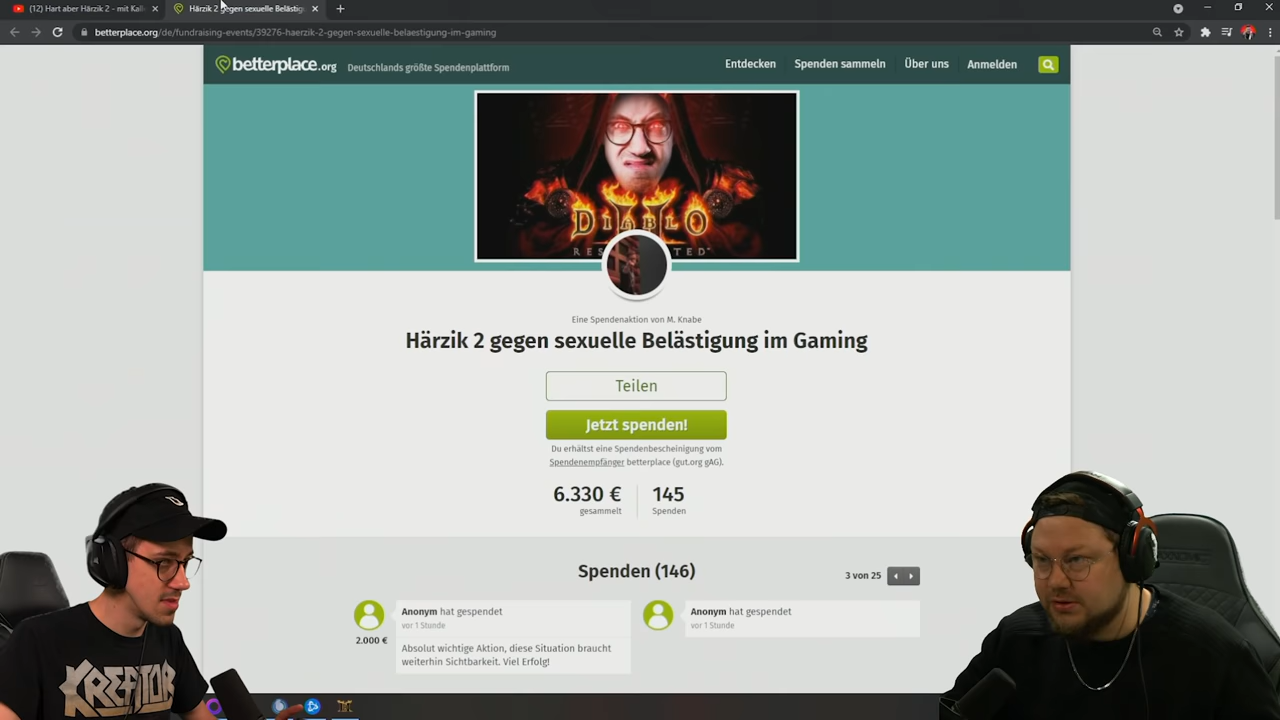 (12) Hart aber Härzik 2 - mit Kall
Härzik 2 gegen sexuelle Belästig
betterplace.org/de/fundraising-events/39276-haerzik-2-gegen-sexuelle-belaestigung-im-gaming
betterplace.org
Deutschlands größte Spendenplattform
Entdecken
Spenden sammeln
Über uns
Anmelden
DIABLO
II
Eine Spendenaktion von M. Knabe
Härzik 2 gegen sexuelle Belästigung im Gaming
Teilen
Jetzt spenden!
Du erhältst eine Spendenbescheinigung vom
Spendenempfänger betterplace (gut.org gAG).
6.330 €
145
gesammelt
Spenden
Spenden (146)
3 von 25
Anonym hat gespendet
vor 1 Stunde
2.000 €
Absolut wichtige Aktion, diese Situation braucht
weiterhin Sichtbarkeit. Viel Erfolg!
Anonym hat gespendet
vor 1 Stunde
KREATOR